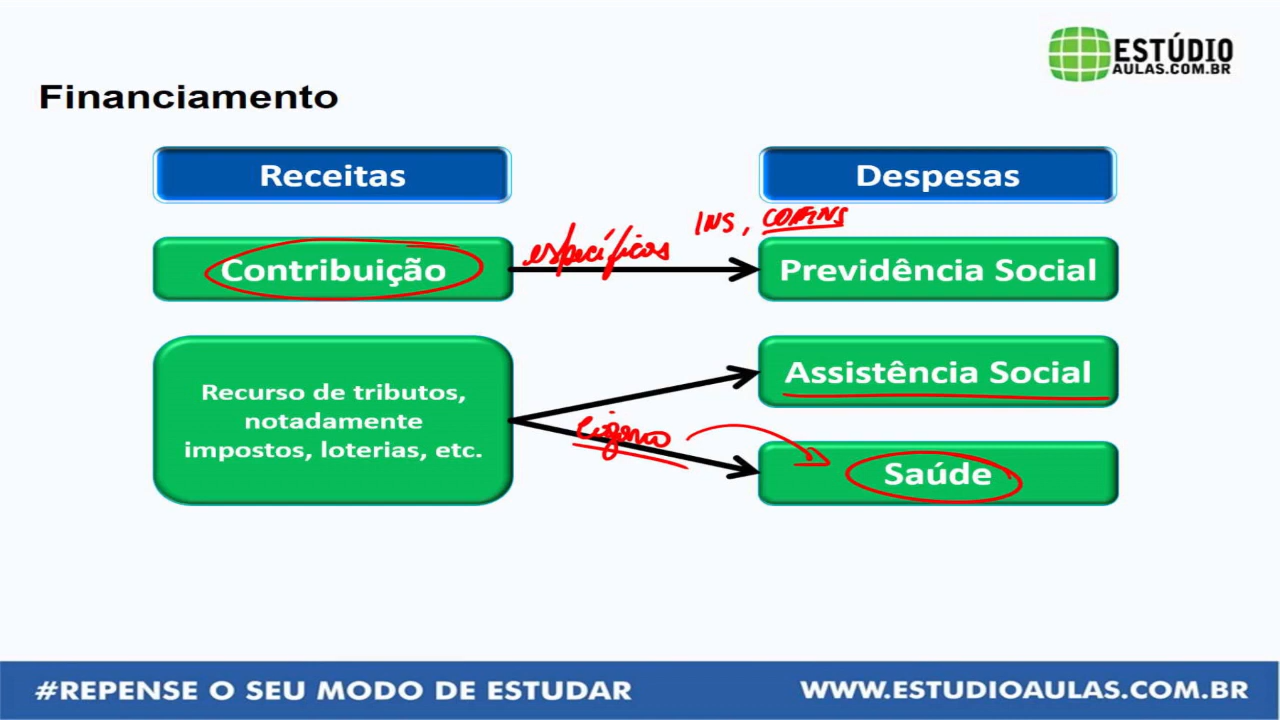 ESTÚDIO
AULAS.COM.BR
Financiamento
Receitas
Despesas
INS, COFINS
específicos
Contribuição
Previdência Social
Recurso de tributos,
notadamente
impostos, loterias, etc.
Assistência Social
Saúde
#REPENSE O SEU MODO DE ESTUDAR
WWW.ESTUDIOAULAS.COM.BR